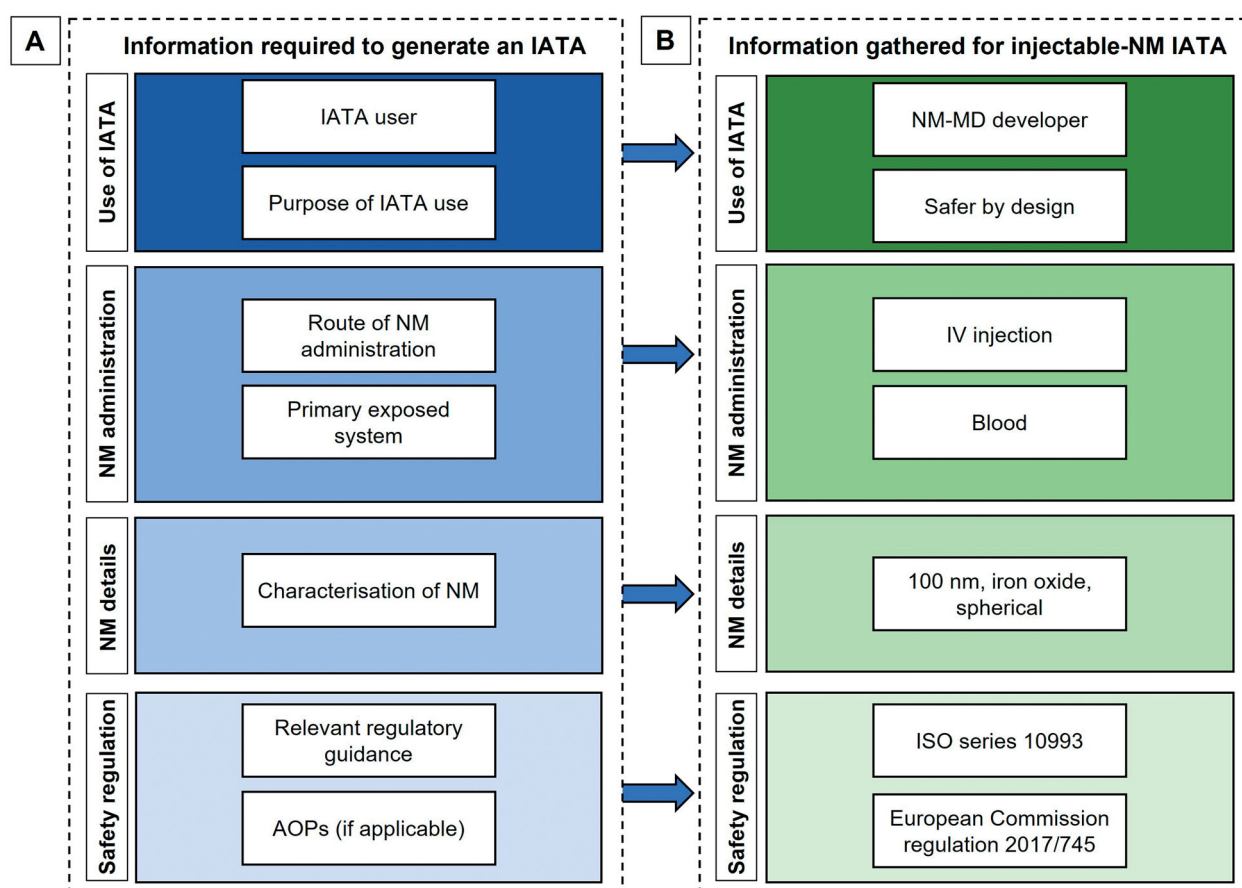 A
Information required to generate an IATA
Use of IATA
IATA user
Purpose of IATA use
NM administration
Route of NM
administration
Primary exposed
system
NM details
Characterisation of NM
Safety regulation
Relevant regulatory
guidance
AOPs (if applicable)
B
Information gathered for injectable-NM IATA
Use of IATA
NM-MD developer
Safer by design
NM administration
IV injection
Blood
NM details
100 nm, iron oxide,
spherical
Safety regulation
ISO series 10993
European Commission
regulation 2017/745